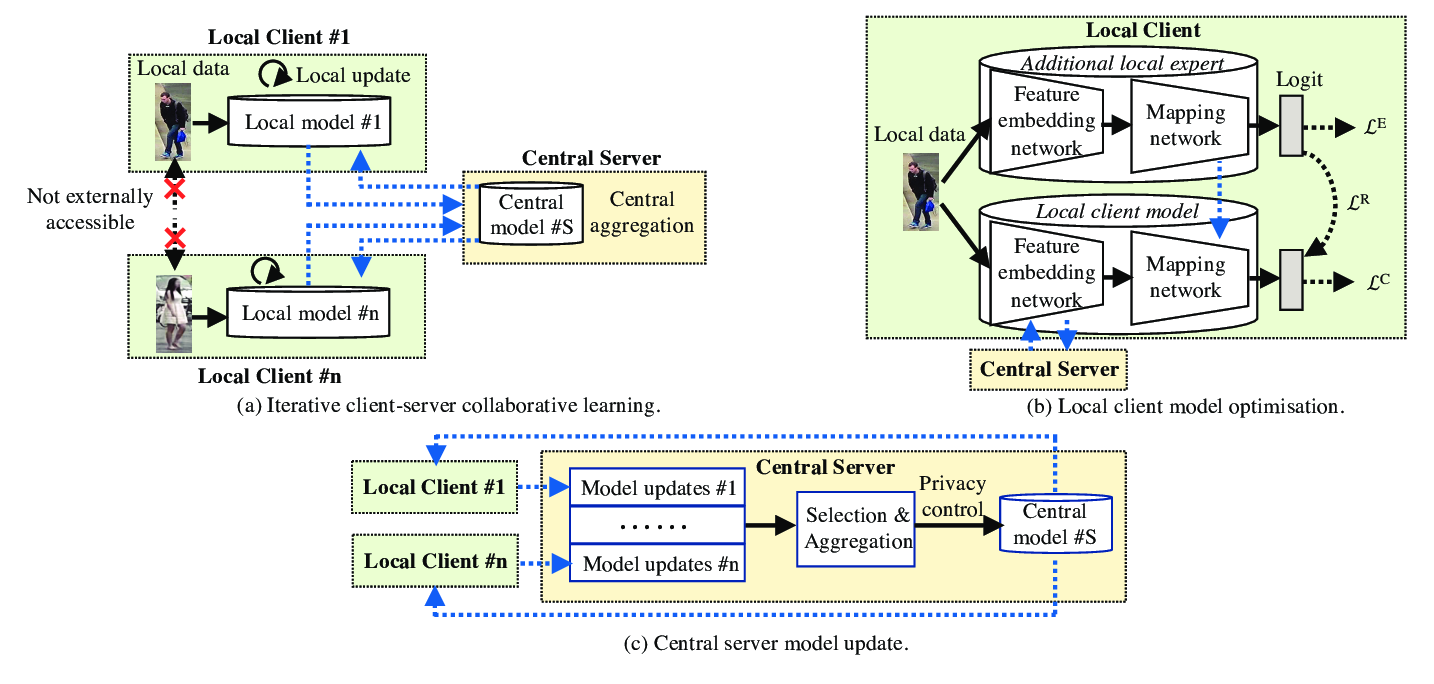 Local Client #1
Local data
Local update
Local model #1
Not externally
accessible
Central Server
Central
model #S
Central
aggregation
Local model #n
Local Client #n
(a) Iterative client-server collaborative learning.
Local Client
Additional local expert
Feature
embedding
network
Mapping
network
Logit
ℒᴱ
Local data
ℒᴿ
Local client model
Feature
embedding
network
Mapping
network
ℒᶜ
Central Server
(b) Local client model optimisation.
Central Server
Local Client #1
Local Client #n
Model updates #1
· · · · · ·
Model updates #n
Selection &
Aggregation
Privacy
control
Central
model #S
(c) Central server model update.